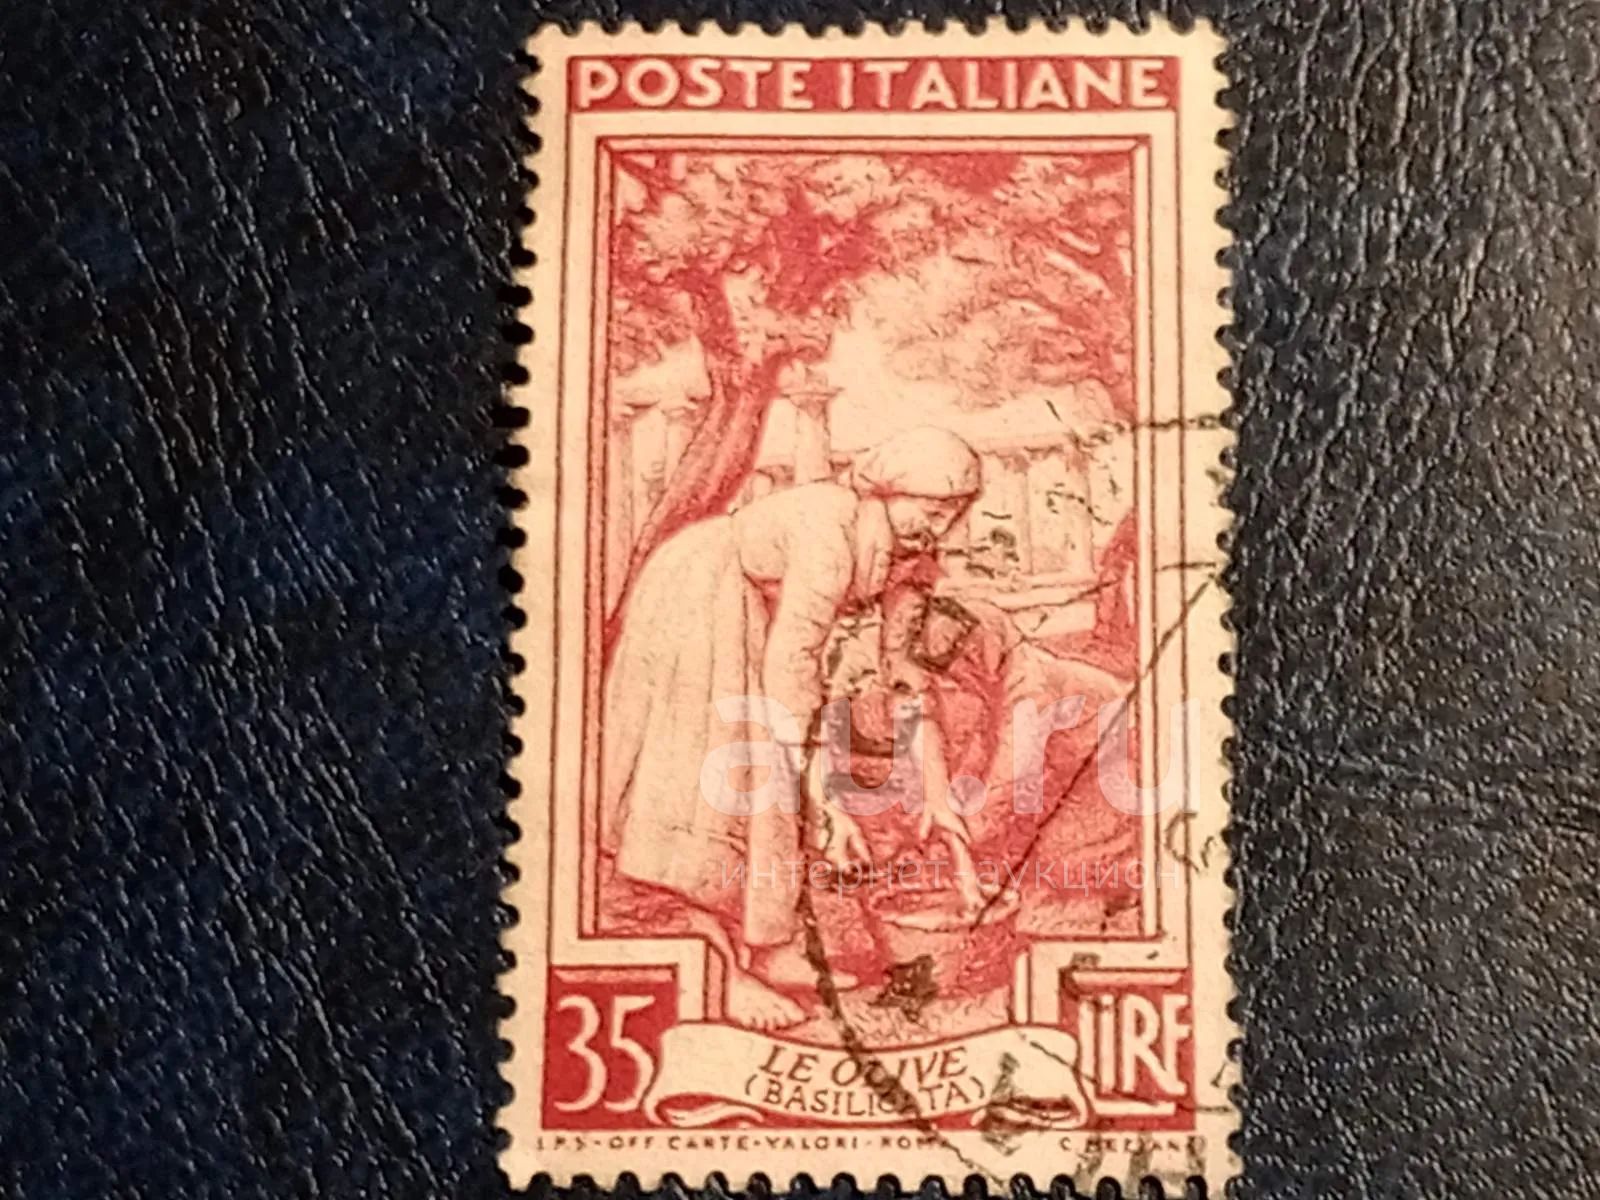 POSTE ITALIANE
au.ru
интернет-аукцион
35 LIRE
LE OLIVE
(BASILICATA)
I.P.S-OFF. CARTE-VALORI-ROMA C. MEZZANA